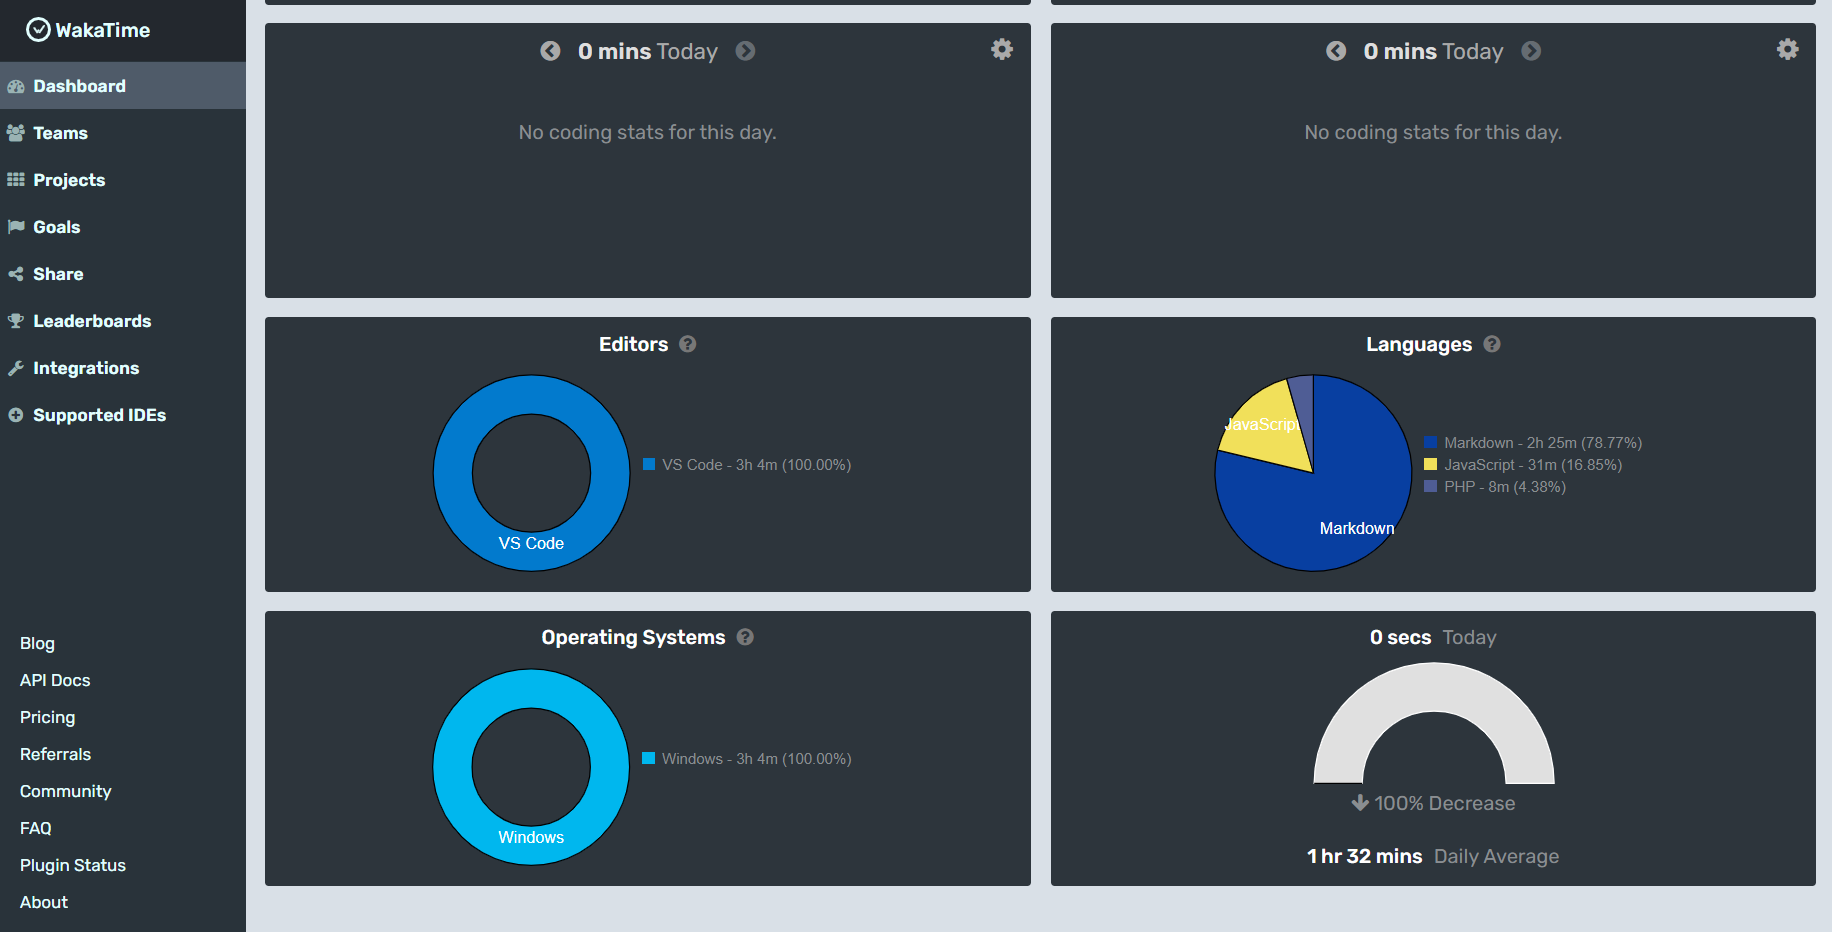 WakaTime
Dashboard
Teams
Projects
Goals
Share
Leaderboards
Integrations
Supported IDEs
Blog
API Docs
Pricing
Referrals
Community
FAQ
Plugin Status
About
0 mins Today
No coding stats for this day.
0 mins Today
No coding stats for this day.
Editors
VS Code
VS Code - 3h 4m (100.00%)
Languages
JavaScript
Markdown
Markdown - 2h 25m (78.77%)
JavaScript - 31m (16.85%)
PHP - 8m (4.38%)
Operating Systems
Windows
Windows - 3h 4m (100.00%)
0 secs Today
100% Decrease
1 hr 32 mins Daily Average